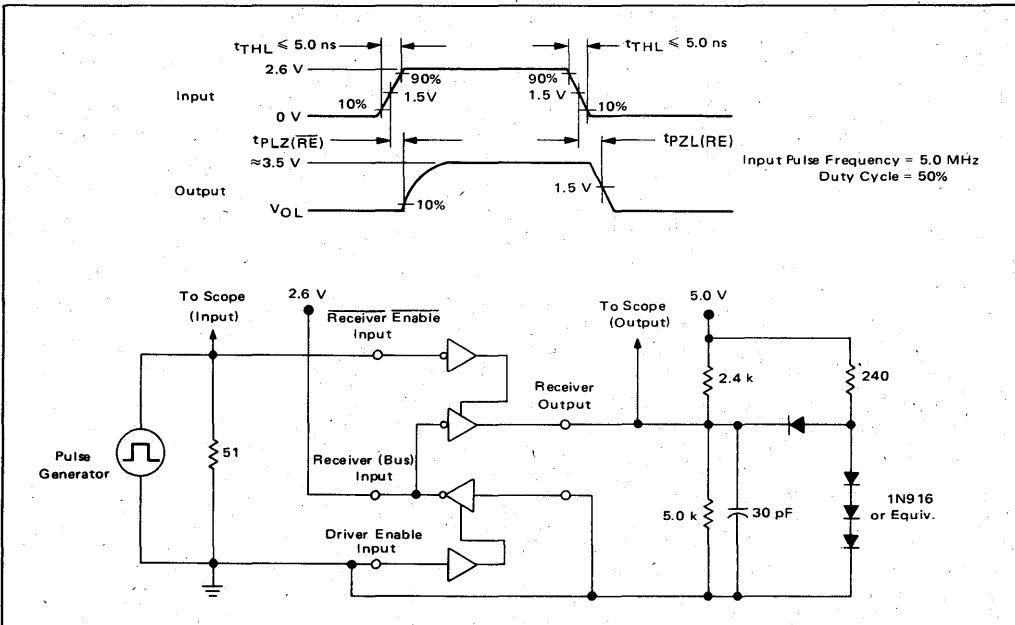 tTHL ≤ 5.0 ns
tTHL ≤ 5.0 ns
2.6 V
90%
90%
Input
1.5V
1.5 V
10%
10%
0 V
tPLZ(R̅E̅)
tPZL(RE)
≈3.5 V
Input Pulse Frequency = 5.0 MHz
Duty Cycle = 50%
Output
1.5 V
10%
VOL
To Scope
(Input)
2.6 V
R̅e̅c̅e̅i̅v̅e̅r̅ E̅n̅a̅b̅l̅e̅
Input
To Scope
(Output)
5.0 V
2.4 k
240
Receiver
Output
Pulse
Generator
51
Receiver (Bus)
Input
5.0 k
30 pF
1N916
or Equiv.
Driver Enable
Input